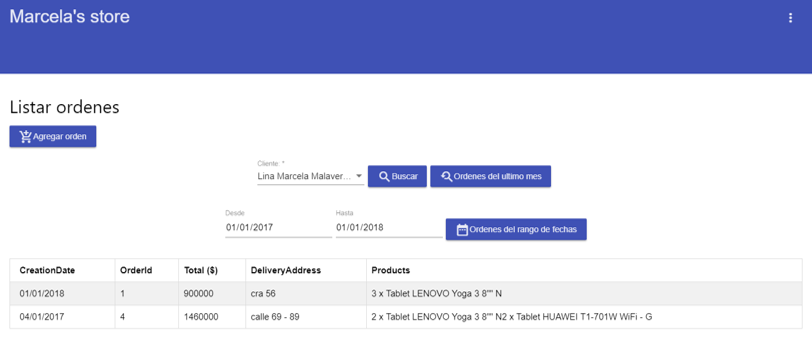 Marcela's store
Listar ordenes
Agregar orden
Cliente: *
Lina Marcela Malaver... Buscar Ordenes del ultimo mes
Desde Hasta
01/01/2017 01/01/2018 Ordenes del rango de fechas
CreationDate OrderId Total ($) DeliveryAddress Products
01/01/2018 1 900000 cra 56 3 x Tablet LENOVO Yoga 3 8"" N
04/01/2017 4 1460000 calle 69 - 89 2 x Tablet LENOVO Yoga 3 8"" N2 x Tablet HUAWEI T1-701W WiFi - G